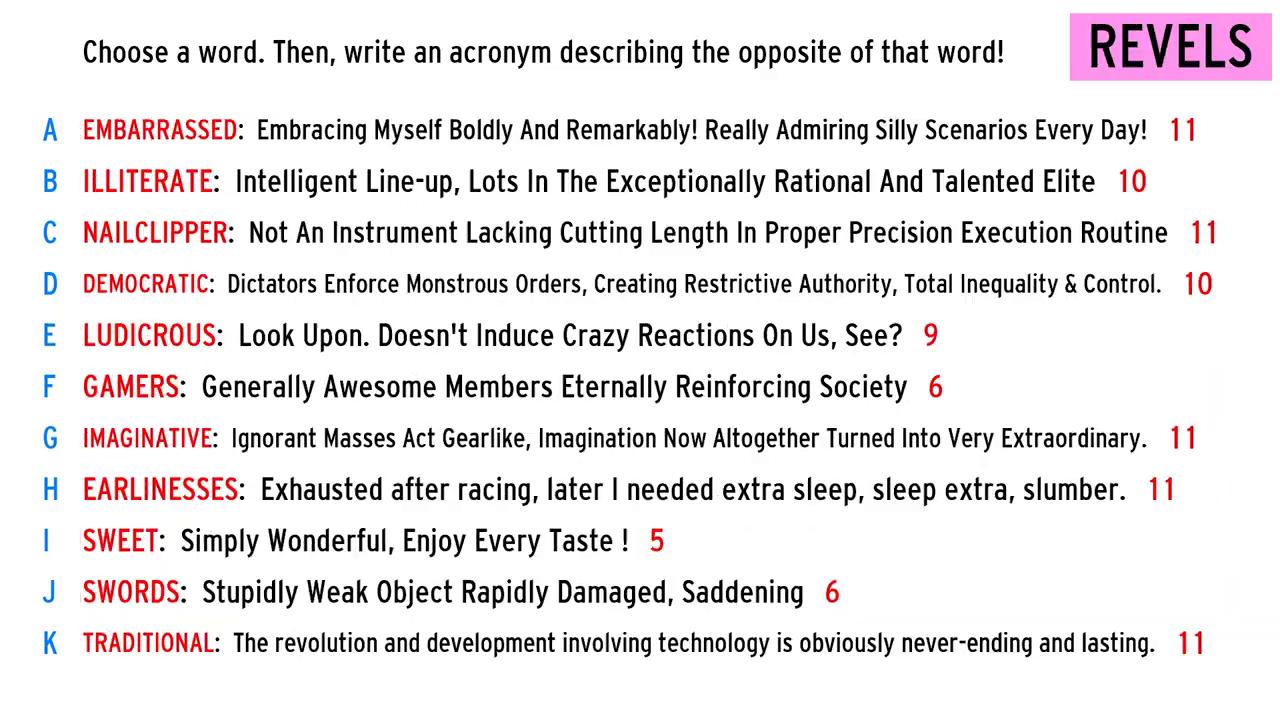 Choose a word. Then, write an acronym describing the opposite of that word!
REVELS
A EMBARRASSED: Embracing Myself Boldly And Remarkably! Really Admiring Silly Scenarios Every Day! 11
B ILLITERATE: Intelligent Line-up, Lots In The Exceptionally Rational And Talented Elite 10
C NAILCLIPPER: Not An Instrument Lacking Cutting Length In Proper Precision Execution Routine 11
D DEMOCRATIC: Dictators Enforce Monstrous Orders, Creating Restrictive Authority, Total Inequality & Control. 10
E LUDICROUS: Look Upon. Doesn't Induce Crazy Reactions On Us, See? 9
F GAMERS: Generally Awesome Members Eternally Reinforcing Society 6
G IMAGINATIVE: Ignorant Masses Act Gearlike, Imagination Now Altogether Turned Into Very Extraordinary. 11
H EARLINESSES: Exhausted after racing, later I needed extra sleep, sleep extra, slumber. 11
I SWEET: Simply Wonderful, Enjoy Every Taste ! 5
J SWORDS: Stupidly Weak Object Rapidly Damaged, Saddening 6
K TRADITIONAL: The revolution and development involving technology is obviously never-ending and lasting. 11